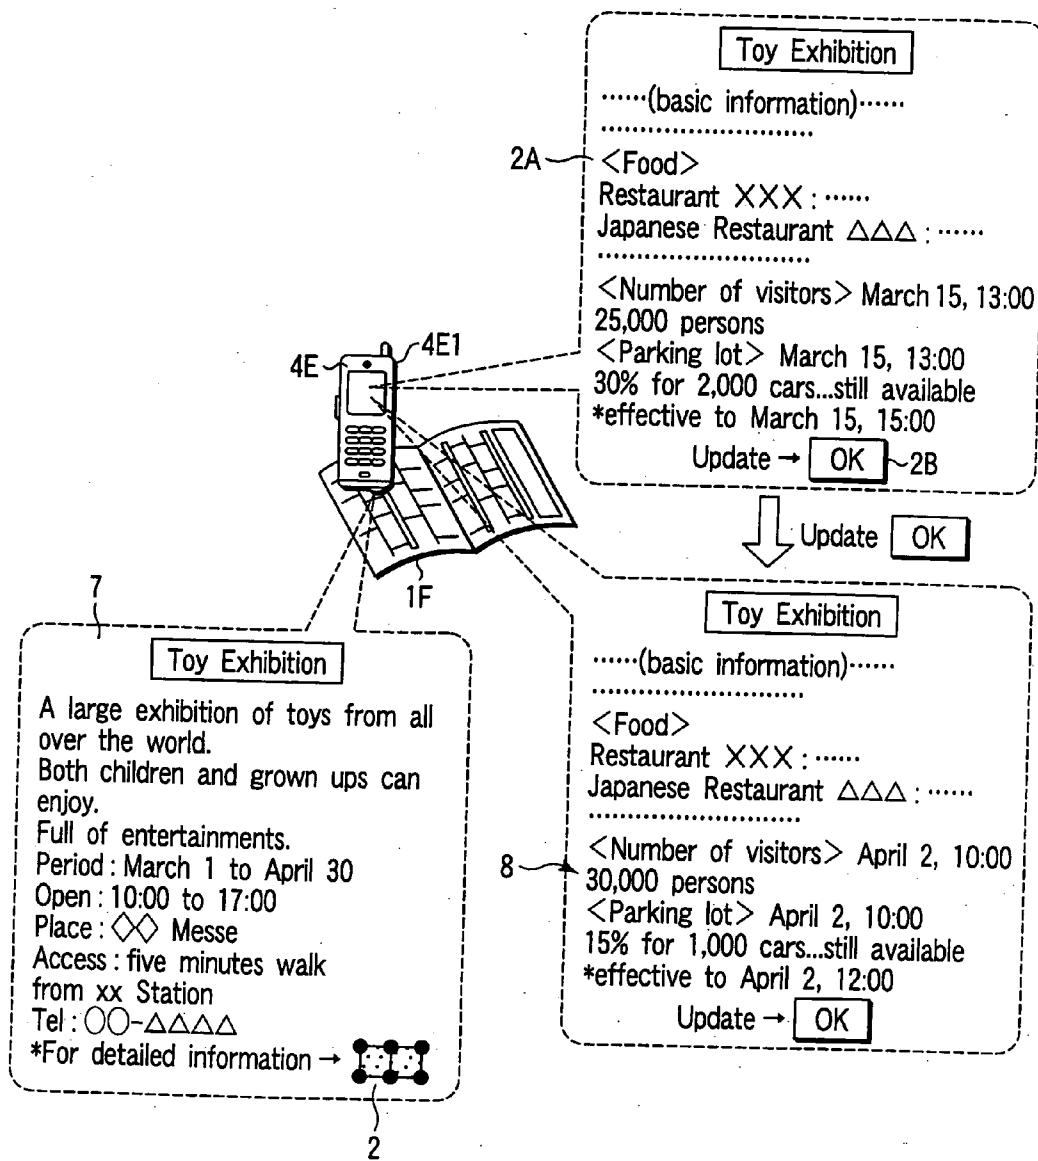 Toy Exhibition
······(basic information)······
··························
2A
<Food>
Restaurant XXX : ······
Japanese Restaurant △△△ : ······
··························
<Number of visitors> March 15, 13:00
25,000 persons
<Parking lot> March 15, 13:00
30% for 2,000 cars...still available
*effective to March 15, 15:00
Update → OK
2B
4E
4E1
1F
Update OK
7
Toy Exhibition
A large exhibition of toys from all
over the world.
Both children and grown ups can
enjoy.
Full of entertainments.
Period : March 1 to April 30
Open : 10:00 to 17:00
Place : ◇◇ Messe
Access : five minutes walk
from xx Station
Tel : ○○-△△△△
*For detailed information →
2
Toy Exhibition
······(basic information)······
··························
<Food>
Restaurant XXX : ······
Japanese Restaurant △△△ : ······
··························
8
<Number of visitors> April 2, 10:00
30,000 persons
<Parking lot> April 2, 10:00
15% for 1,000 cars...still available
*effective to April 2, 12:00
Update → OK